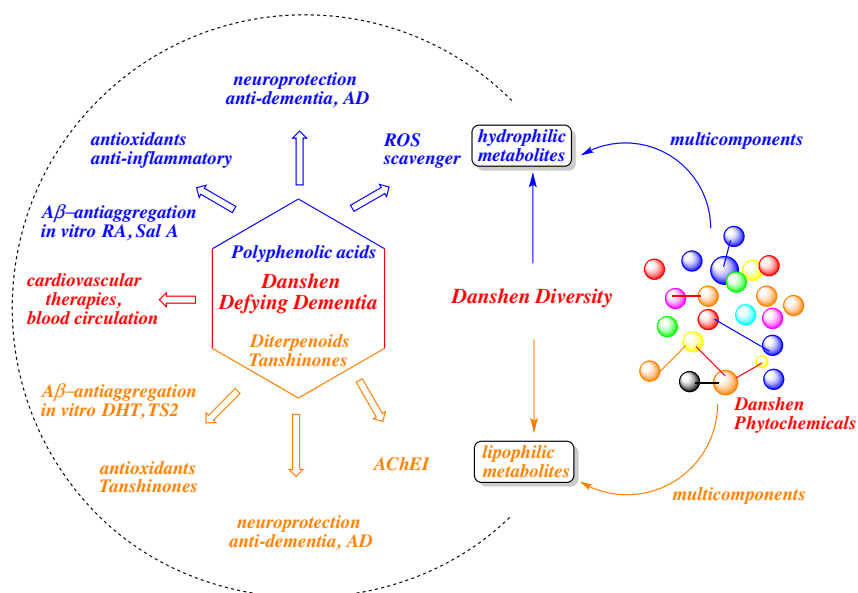 neuroprotection
anti-dementia, AD
antioxidants
anti-inflammatory
ROS
scavenger
hydrophilic
metabolites
multicomponents
Aβ–antiaggregation
in vitro RA, Sal A
Polyphenolic acids
cardiovascular
therapies,
blood circulation
Danshen
Defying Dementia
Danshen Diversity
Diterpenoids
Tanshinones
Aβ–antiaggregation
in vitro DHT, TS2
Danshen
Phytochemicals
antioxidants
Tanshinones
AChEI
lipophilic
metabolites
multicomponents
neuroprotection
anti-dementia, AD